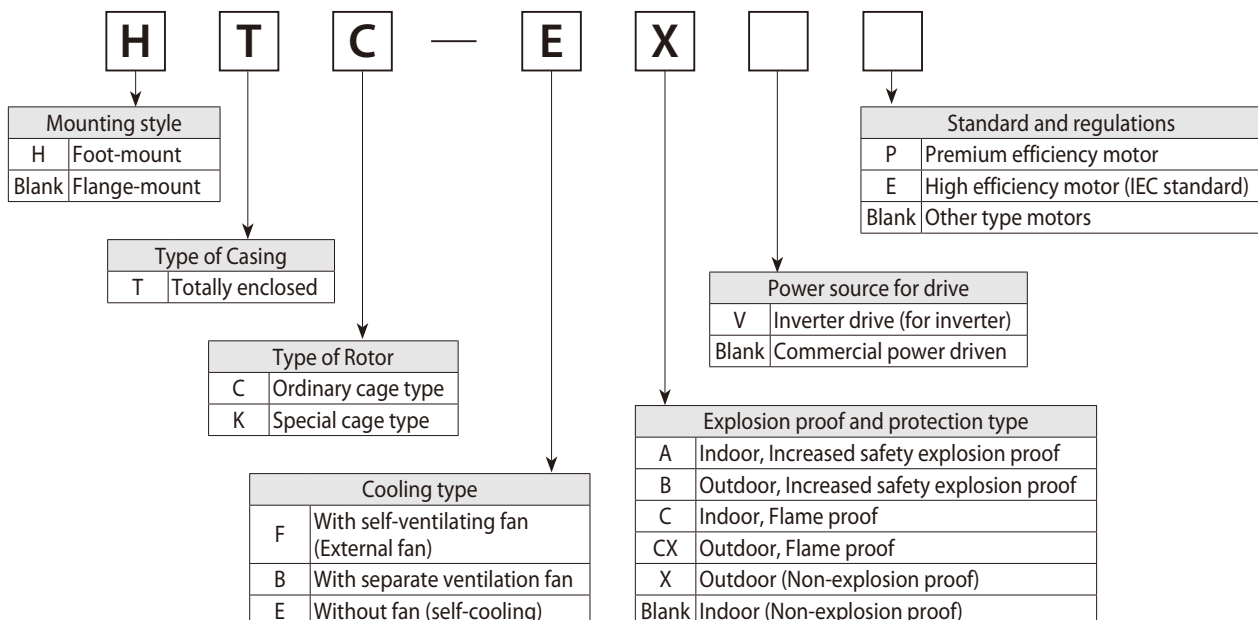 H T C — E X
Mounting style
H Foot-mount
Blank Flange-mount
Type of Casing
T Totally enclosed
Type of Rotor
C Ordinary cage type
K Special cage type
Cooling type
F With self-ventilating fan
(External fan)
B With separate ventilation fan
E Without fan (self-cooling)
Explosion proof and protection type
A Indoor, Increased safety explosion proof
B Outdoor, Increased safety explosion proof
C Indoor, Flame proof
CX Outdoor, Flame proof
X Outdoor (Non-explosion proof)
Blank Indoor (Non-explosion proof)
Power source for drive
V Inverter drive (for inverter)
Blank Commercial power driven
Standard and regulations
P Premium efficiency motor
E High efficiency motor (IEC standard)
Blank Other type motors